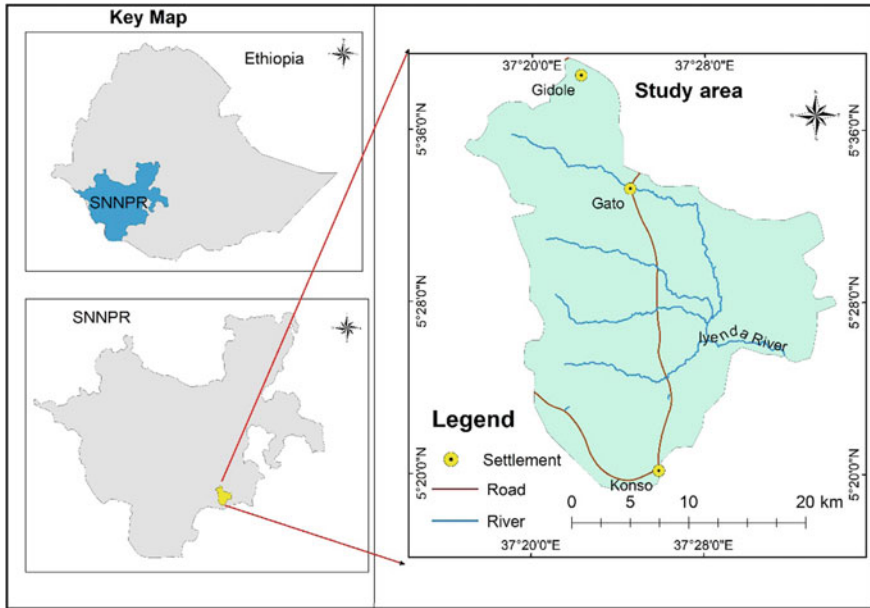 Key Map
Ethiopia
SNNPR
SNNPR
37°20'0"E
37°28'0"E
Gidole
Study area
5°36'0"N
5°36'0"N
Gato
5°28'0"N
5°28'0"N
Iyenda River
Legend
Settlement
Road
River
Konso
5°20'0"N
5°20'0"N
0 5 10 20 km
37°20'0"E
37°28'0"E